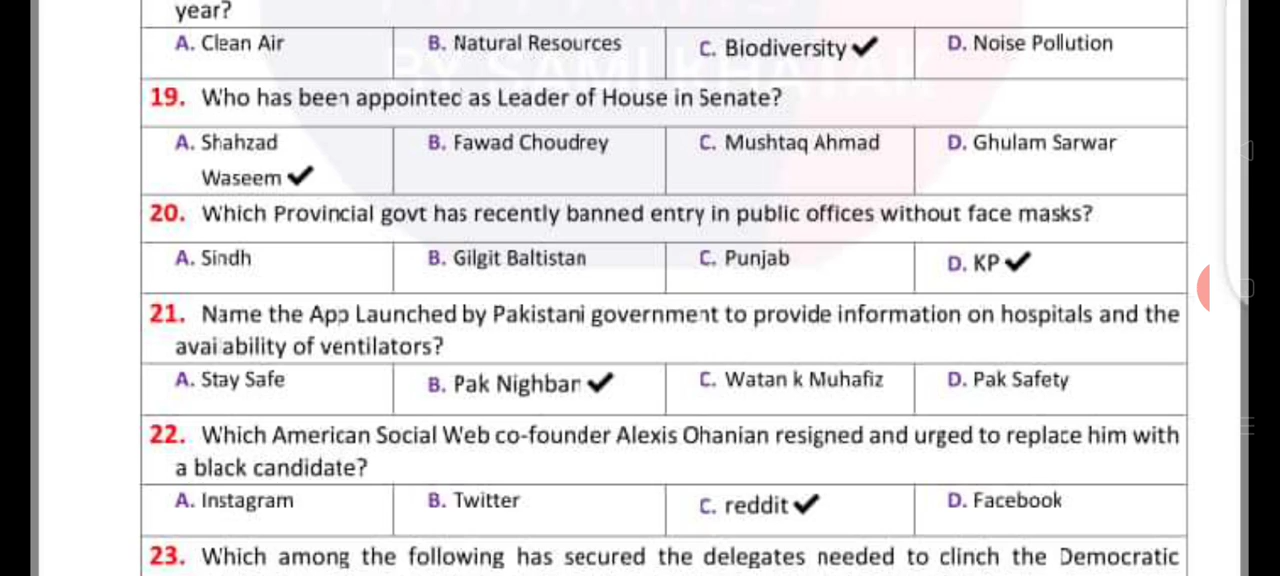 year?
A. Clean Air B. Natural Resources C. Biodiversity ✔ D. Noise Pollution
19. Who has been appointed as Leader of House in Senate?
A. Shahzad B. Fawad Choudrey C. Mushtaq Ahmad D. Ghulam Sarwar
Waseem ✔
20. Which Provincial govt has recently banned entry in public offices without face masks?
A. Sindh B. Gilgit Baltistan C. Punjab D. KP ✔
21. Name the App Launched by Pakistani government to provide information on hospitals and the
avai ability of ventilators?
A. Stay Safe B. Pak Nighban ✔ C. Watan k Muhafiz D. Pak Safety
22. Which American Social Web co-founder Alexis Ohanian resigned and urged to replace him with
a black candidate?
A. Instagram B. Twitter C. reddit ✔ D. Facebook
23. Which among the following has secured the delegates needed to clinch the Democratic